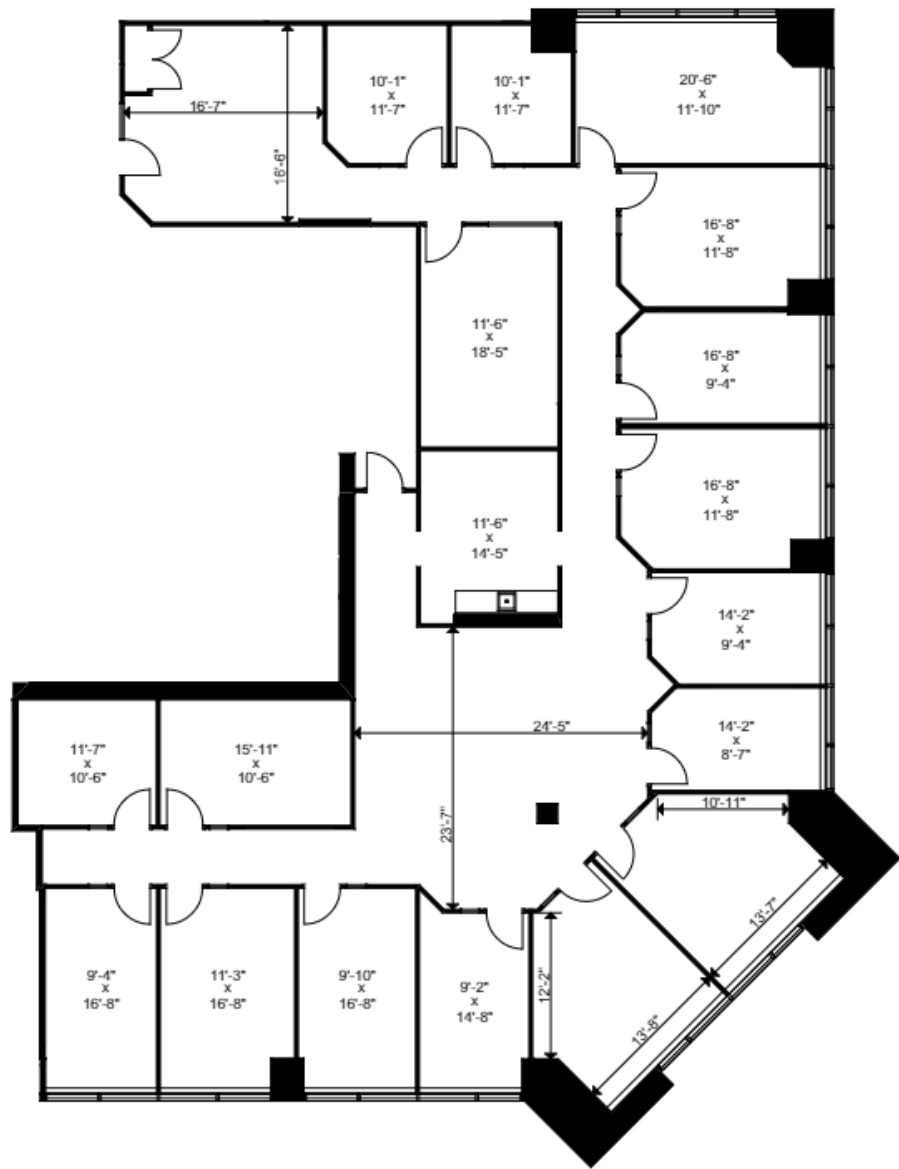 10'-1"
x
11'-7"
10'-1"
x
11'-7"
20'-6"
x
11'-10"
16'-7"
16'-6"
16'-8"
x
11'-8"
11'-6"
x
18'-5"
16'-8"
x
9'-4"
16'-8"
x
11'-8"
11'-6"
x
14'-5"
14'-2"
x
9'-4"
14'-2"
x
8'-7"
24'-5"
11'-7"
x
10'-6"
15'-11"
x
10'-6"
23'-7"
10'-11"
13'-7"
9'-4"
x
16'-8"
11'-3"
x
16'-8"
9'-10"
x
16'-8"
9'-2"
x
14'-8"
12'-2"
13'-8"